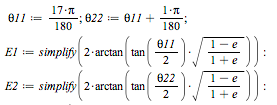 θ11 := 17·π/180; θ22 := θ11 + 1·π/180;
E1 := simplify(2·arctan(tan(θ11/2)·√((1 − e)/(1 + e)))):
E2 := simplify(2·arctan(tan(θ22/2)·√((1 − e)/(1 + e)))):